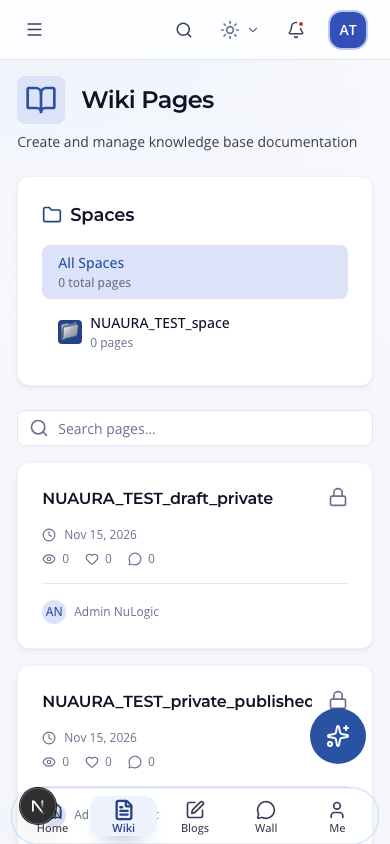 AT
Wiki Pages
Create and manage knowledge base documentation
Spaces
All Spaces
0 total pages
NUAURA_TEST_space
0 pages
Search pages...
NUAURA_TEST_draft_private
Nov 15, 2026
0 0 0
AN Admin NuLogic
NUAURA_TEST_private_published
Nov 15, 2026
0 0 0
N
Ad
Home Wiki Blogs Wall Me